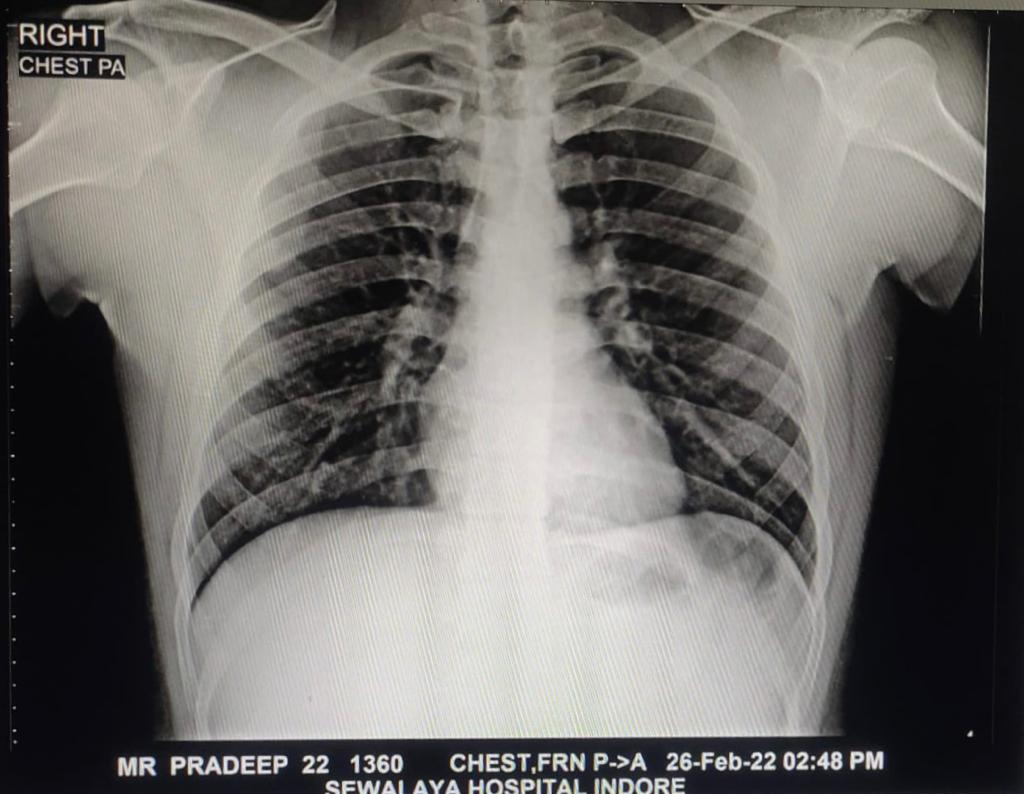 RIGHT
CHEST PA
MR PRADEEP 22 1360 CHEST,FRN P->A 26-Feb-22 02:48 PM
SEWALAYA HOSPITAL INDORE